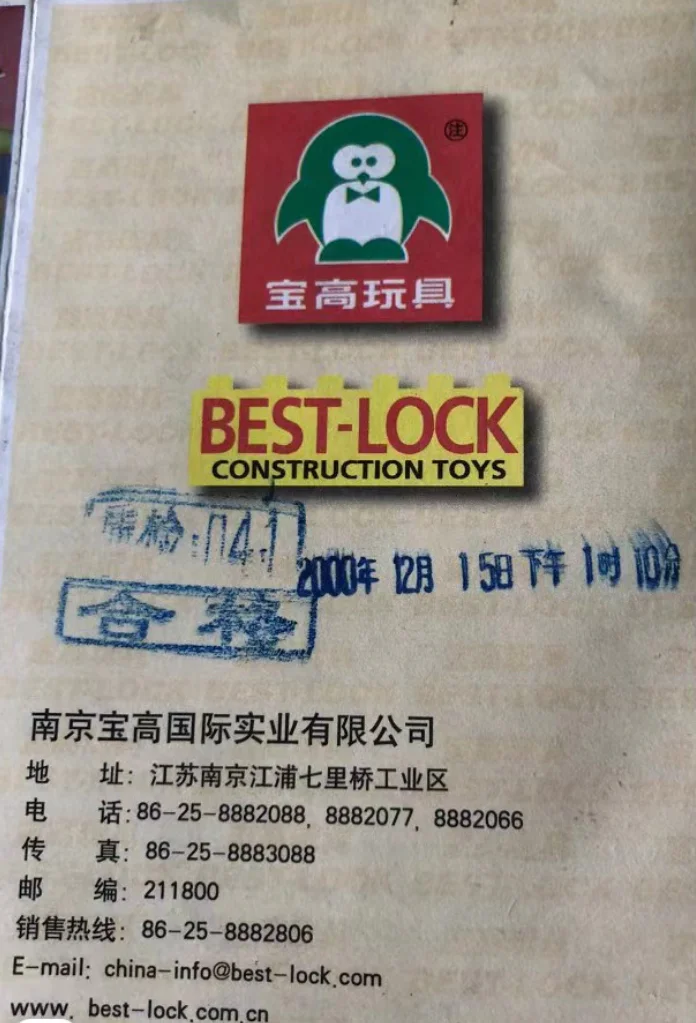 注
宝高玩具
BEST-LOCK
CONSTRUCTION TOYS
2000年 12月 15日 下午 1时 10分
合格
南京宝高国际实业有限公司
地 址: 江苏南京江浦七里桥工业区
电 话:86-25-8882088, 8882077, 8882066
传 真: 86-25-8883088
邮 编: 211800
销售热线: 86-25-8882806
E-mail: china-info@best-lock.com
www. best-lock.com.cn